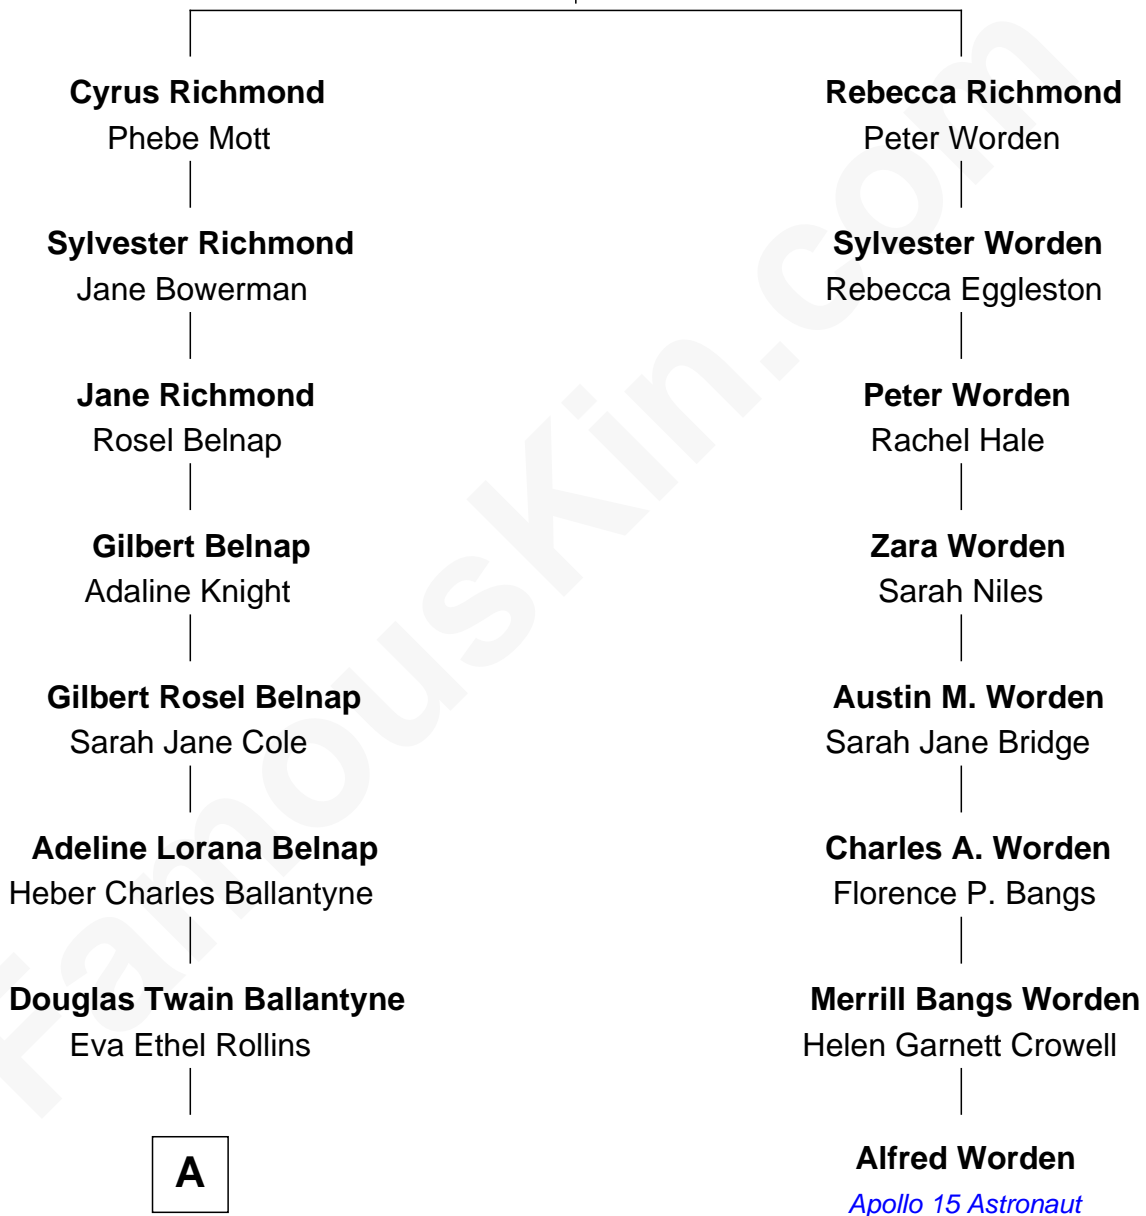 Cyrus Richmond
Phebe Mott
Rebecca Richmond
Peter Worden
Sylvester Richmond
Jane Bowerman
Sylvester Worden
Rebecca Eggleston
Jane Richmond
Rosel Belnap
Peter Worden
Rachel Hale
Gilbert Belnap
Adaline Knight
Zara Worden
Sarah Niles
Gilbert Rosel Belnap
Sarah Jane Cole
Austin M. Worden
Sarah Jane Bridge
Adeline Lorana Belnap
Heber Charles Ballantyne
Charles A. Worden
Florence P. Bangs
Douglas Twain Ballantyne
Eva Ethel Rollins
Merrill Bangs Worden
Helen Garnett Crowell
A
Alfred Worden
Apollo 15 Astronaut
FamousKin.com